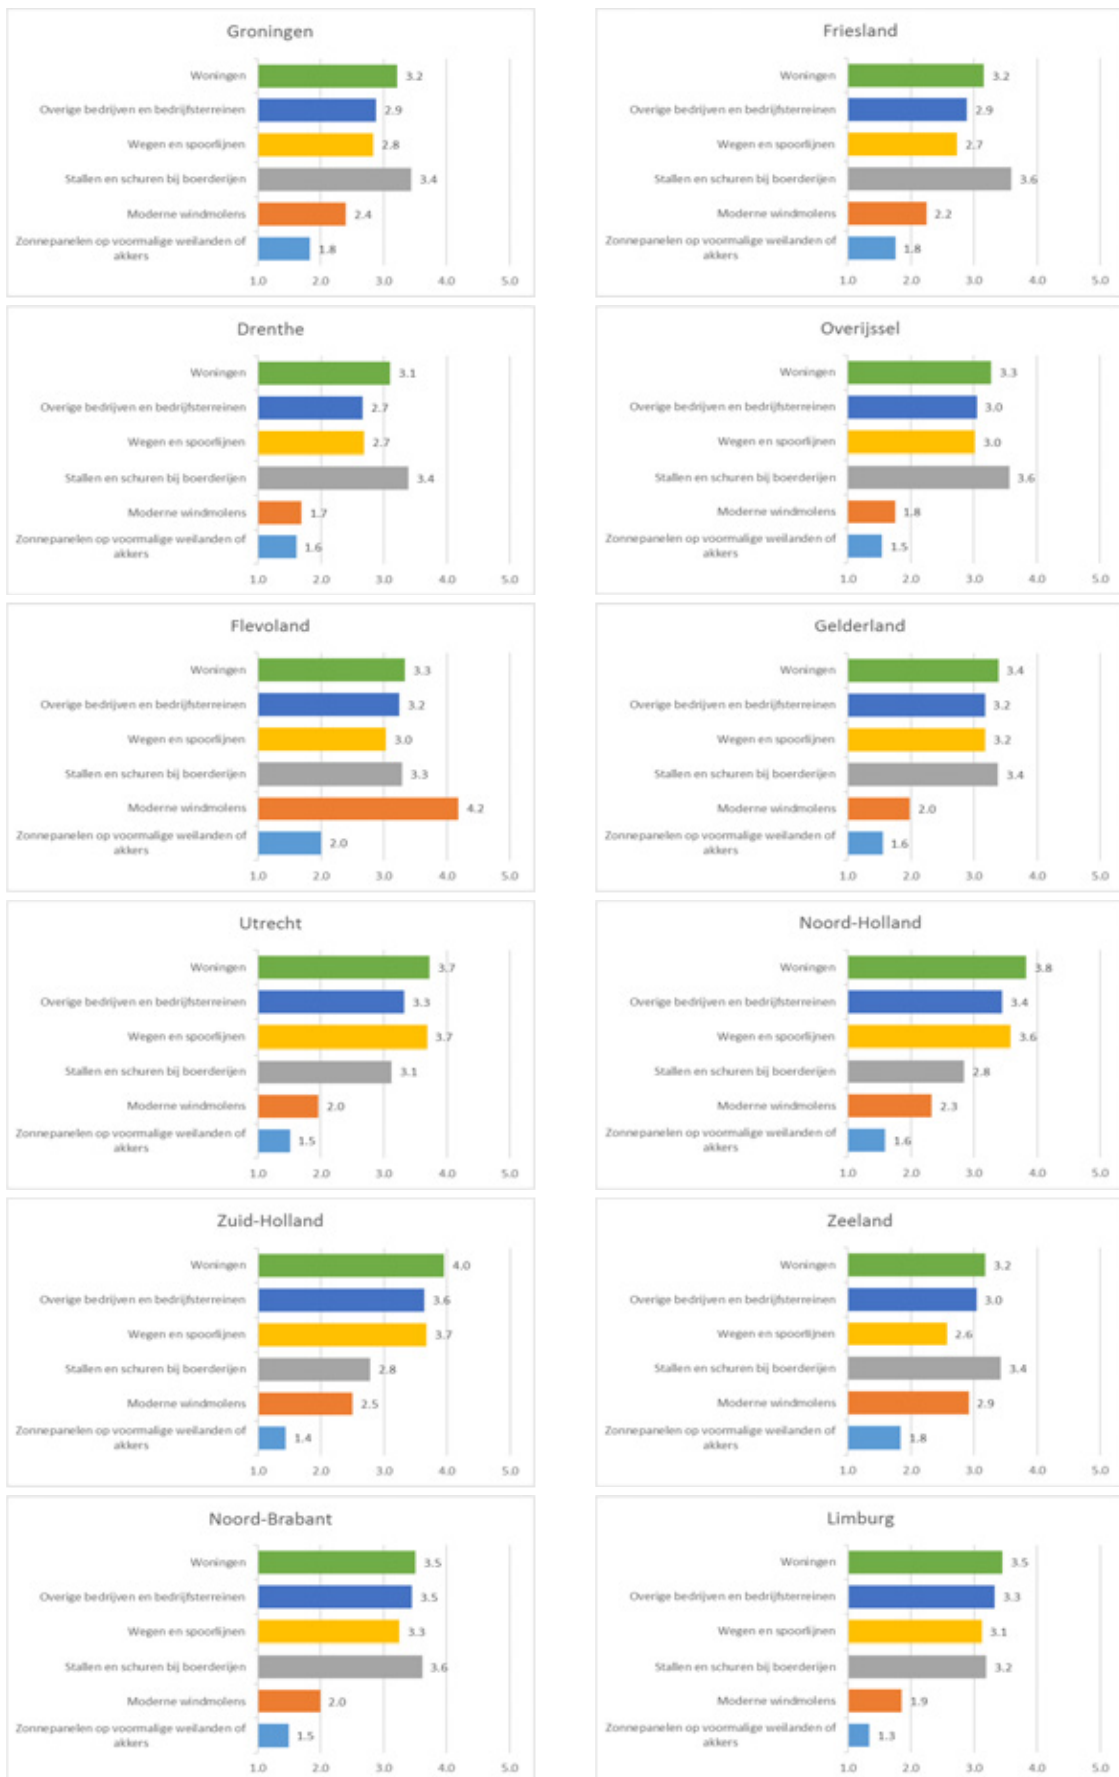 Groningen
Woningen 3.2
Overige bedrijven en bedrijfsterreinen 2.9
Wegen en spoorlijnen 2.8
Stallen en schuren bij boerderijen 3.4
Moderne windmolens 2.4
Zonnepanelen op voormalige weilanden of
akkers 1.8
1.0 2.0 3.0 4.0 5.0
Friesland
Woningen 3.2
Overige bedrijven en bedrijfsterreinen 2.9
Wegen en spoorlijnen 2.7
Stallen en schuren bij boerderijen 3.6
Moderne windmolens 2.2
Zonnepanelen op voormalige weilanden of
akkers 1.8
1.0 2.0 3.0 4.0 5.0
Drenthe
Woningen 3.1
Overige bedrijven en bedrijfsterreinen 2.7
Wegen en spoorlijnen 2.7
Stallen en schuren bij boerderijen 3.4
Moderne windmolens 1.7
Zonnepanelen op voormalige weilanden of
akkers 1.6
1.0 2.0 3.0 4.0 5.0
Overijssel
Woningen 3.3
Overige bedrijven en bedrijfsterreinen 3.0
Wegen en spoorlijnen 3.0
Stallen en schuren bij boerderijen 3.6
Moderne windmolens 1.8
Zonnepanelen op voormalige weilanden of
akkers 1.5
1.0 2.0 3.0 4.0 5.0
Flevoland
Woningen 3.3
Overige bedrijven en bedrijfsterreinen 3.2
Wegen en spoorlijnen 3.0
Stallen en schuren bij boerderijen 3.3
Moderne windmolens 4.2
Zonnepanelen op voormalige weilanden of
akkers 2.0
1.0 2.0 3.0 4.0 5.0
Gelderland
Woningen 3.4
Overige bedrijven en bedrijfsterreinen 3.2
Wegen en spoorlijnen 3.2
Stallen en schuren bij boerderijen 3.4
Moderne windmolens 2.0
Zonnepanelen op voormalige weilanden of
akkers 1.6
1.0 2.0 3.0 4.0 5.0
Utrecht
Woningen 3.7
Overige bedrijven en bedrijfsterreinen 3.3
Wegen en spoorlijnen 3.7
Stallen en schuren bij boerderijen 3.1
Moderne windmolens 2.0
Zonnepanelen op voormalige weilanden of
akkers 1.5
1.0 2.0 3.0 4.0 5.0
Noord-Holland
Woningen 3.8
Overige bedrijven en bedrijfsterreinen 3.4
Wegen en spoorlijnen 3.6
Stallen en schuren bij boerderijen 2.8
Moderne windmolens 2.3
Zonnepanelen op voormalige weilanden of
akkers 1.6
1.0 2.0 3.0 4.0 5.0
Zuid-Holland
Woningen 4.0
Overige bedrijven en bedrijfsterreinen 3.6
Wegen en spoorlijnen 3.7
Stallen en schuren bij boerderijen 2.8
Moderne windmolens 2.5
Zonnepanelen op voormalige weilanden of
akkers 1.4
1.0 2.0 3.0 4.0 5.0
Zeeland
Woningen 3.2
Overige bedrijven en bedrijfsterreinen 3.0
Wegen en spoorlijnen 2.6
Stallen en schuren bij boerderijen 3.4
Moderne windmolens 2.9
Zonnepanelen op voormalige weilanden of
akkers 1.8
1.0 2.0 3.0 4.0 5.0
Noord-Brabant
Woningen 3.5
Overige bedrijven en bedrijfsterreinen 3.5
Wegen en spoorlijnen 3.3
Stallen en schuren bij boerderijen 3.6
Moderne windmolens 2.0
Zonnepanelen op voormalige weilanden of
akkers 1.5
1.0 2.0 3.0 4.0 5.0
Limburg
Woningen 3.5
Overige bedrijven en bedrijfsterreinen 3.3
Wegen en spoorlijnen 3.1
Stallen en schuren bij boerderijen 3.2
Moderne windmolens 1.9
Zonnepanelen op voormalige weilanden of
akkers 1.3
1.0 2.0 3.0 4.0 5.0